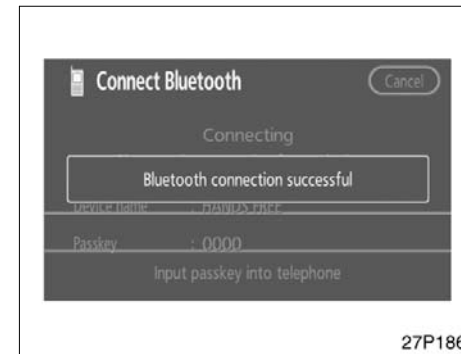 Connect Bluetooth
Cancel
Connecting
Bluetooth connection successful
Device name : HANDS FREE
Passkey : 0000
Input passkey into telephone
27P186